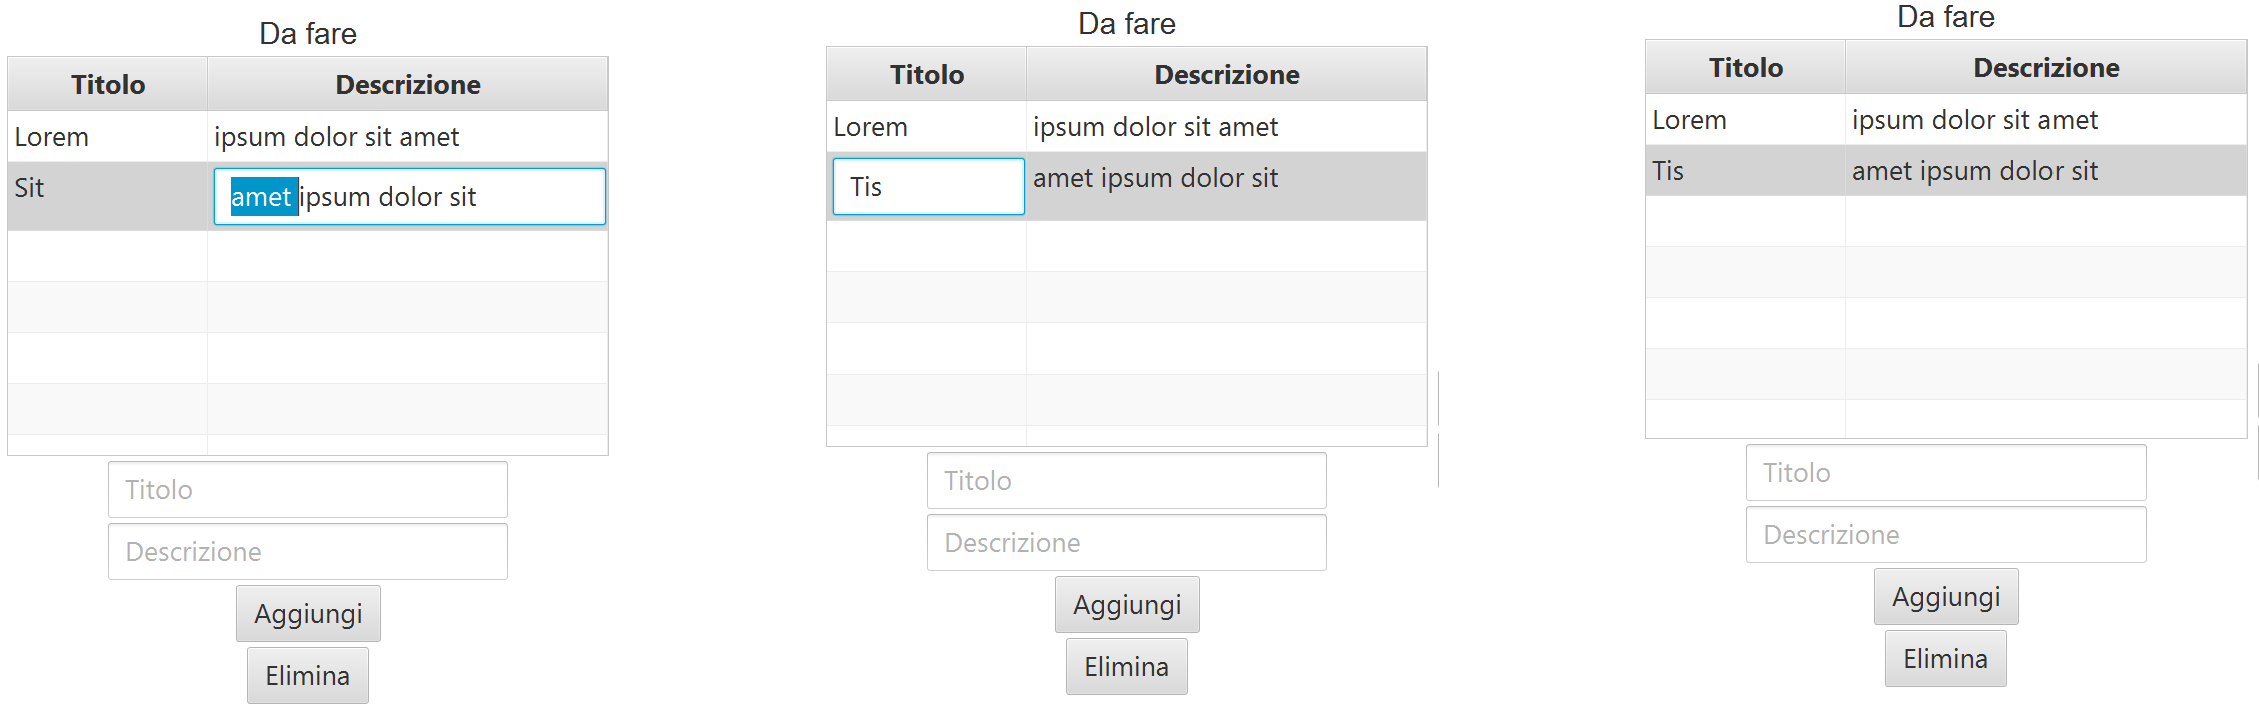 Da fare
Titolo Descrizione
Lorem ipsum dolor sit amet
Sit amet ipsum dolor sit
Titolo
Descrizione
Aggiungi
Elimina
Da fare
Titolo Descrizione
Lorem ipsum dolor sit amet
Tis amet ipsum dolor sit
Titolo
Descrizione
Aggiungi
Elimina
Da fare
Titolo Descrizione
Lorem ipsum dolor sit amet
Tis amet ipsum dolor sit
Titolo
Descrizione
Aggiungi
Elimina